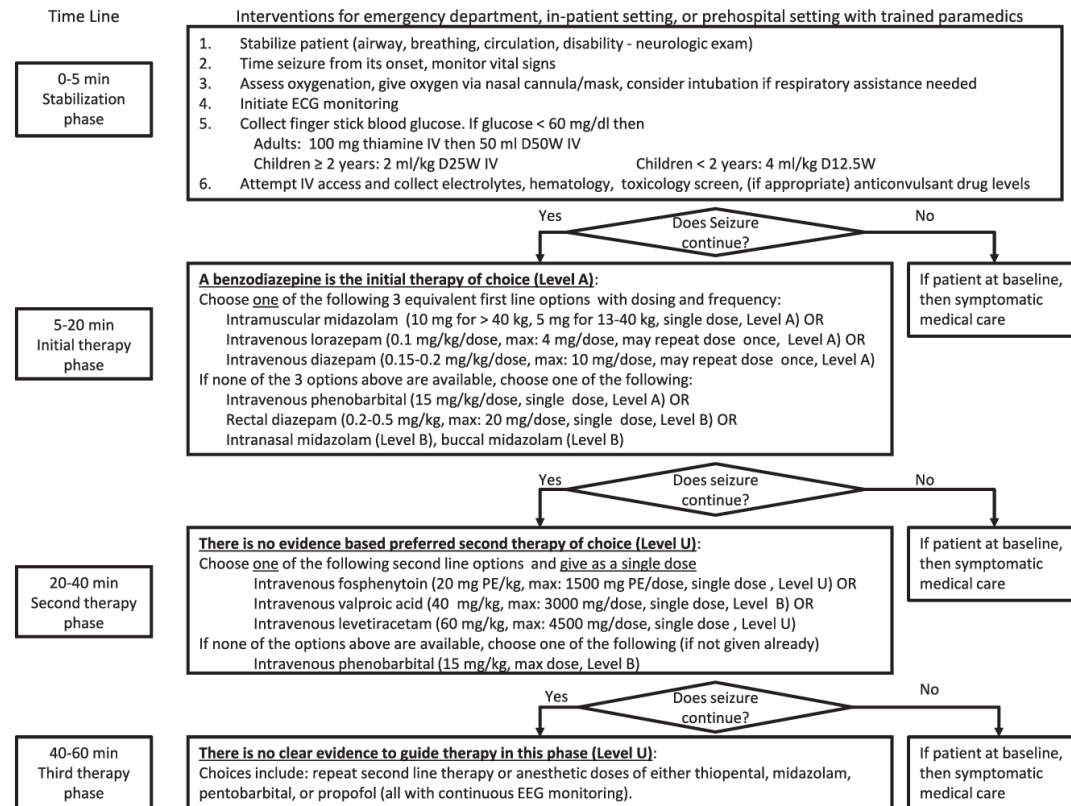 Time Line
Interventions for emergency department, in-patient setting, or prehospital setting with trained paramedics
0-5 min
Stabilization
phase
1. Stabilize patient (airway, breathing, circulation, disability - neurologic exam)
2. Time seizure from its onset, monitor vital signs
3. Assess oxygenation, give oxygen via nasal cannula/mask, consider intubation if respiratory assistance needed
4. Initiate ECG monitoring
5. Collect finger stick blood glucose. If glucose < 60 mg/dl then
Adults: 100 mg thiamine IV then 50 ml D50W IV
Children ≥ 2 years: 2 ml/kg D25W IV Children < 2 years: 4 ml/kg D12.5W
6. Attempt IV access and collect electrolytes, hematology, toxicology screen, (if appropriate) anticonvulsant drug levels
Yes
Does Seizure
continue?
No
5-20 min
Initial therapy
phase
A benzodiazepine is the initial therapy of choice (Level A):
Choose one of the following 3 equivalent first line options with dosing and frequency:
Intramuscular midazolam (10 mg for > 40 kg, 5 mg for 13-40 kg, single dose, Level A) OR
Intravenous lorazepam (0.1 mg/kg/dose, max: 4 mg/dose, may repeat dose once, Level A) OR
Intravenous diazepam (0.15-0.2 mg/kg/dose, max: 10 mg/dose, may repeat dose once, Level A)
If none of the 3 options above are available, choose one of the following:
Intravenous phenobarbital (15 mg/kg/dose, single dose, Level A) OR
Rectal diazepam (0.2-0.5 mg/kg, max: 20 mg/dose, single dose, Level B) OR
Intranasal midazolam (Level B), buccal midazolam (Level B)
If patient at baseline,
then symptomatic
medical care
Yes
Does seizure
continue?
No
20-40 min
Second therapy
phase
There is no evidence based preferred second therapy of choice (Level U):
Choose one of the following second line options and give as a single dose
Intravenous fosphenytoin (20 mg PE/kg, max: 1500 mg PE/dose, single dose , Level U) OR
Intravenous valproic acid (40 mg/kg, max: 3000 mg/dose, single dose, Level B) OR
Intravenous levetiracetam (60 mg/kg, max: 4500 mg/dose, single dose , Level U)
If none of the options above are available, choose one of the following (if not given already)
Intravenous phenobarbital (15 mg/kg, max dose, Level B)
If patient at baseline,
then symptomatic
medical care
Yes
Does seizure
continue?
No
40-60 min
Third therapy
phase
There is no clear evidence to guide therapy in this phase (Level U):
Choices include: repeat second line therapy or anesthetic doses of either thiopental, midazolam,
pentobarbital, or propofol (all with continuous EEG monitoring).
If patient at baseline,
then symptomatic
medical care